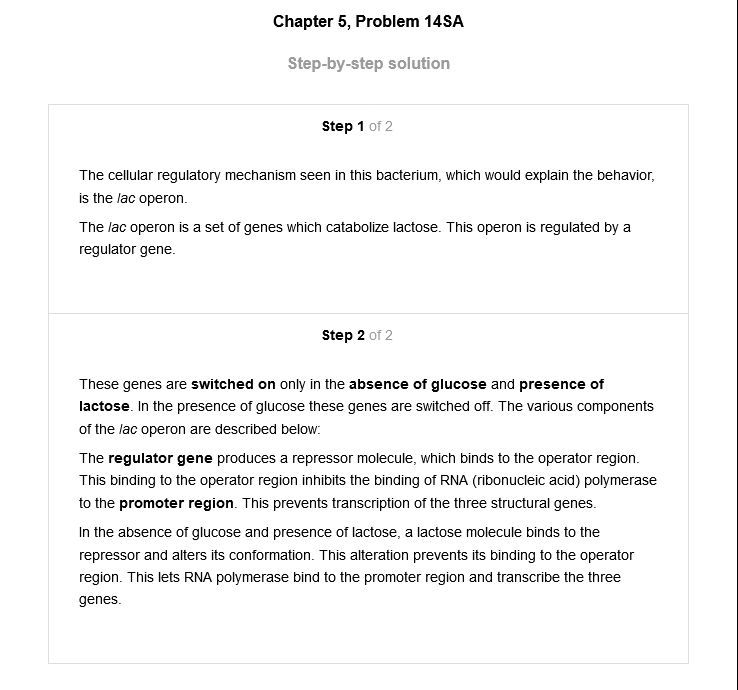 Chapter 5, Problem 14SA
Step-by-step solution
Step 1 of 2
The cellular regulatory mechanism seen in this bacterium, which would explain the behavior,
is the lac operon.
The lac operon is a set of genes which catabolize lactose. This operon is regulated by a
regulator gene.
Step 2 of 2
These genes are switched on only in the absence of glucose and presence of
lactose. In the presence of glucose these genes are switched off. The various components
of the lac operon are described below:
The regulator gene produces a repressor molecule, which binds to the operator region.
This binding to the operator region inhibits the binding of RNA (ribonucleic acid) polymerase
to the promoter region. This prevents transcription of the three structural genes.
In the absence of glucose and presence of lactose, a lactose molecule binds to the
repressor and alters its conformation. This alteration prevents its binding to the operator
region. This lets RNA polymerase bind to the promoter region and transcribe the three
genes.